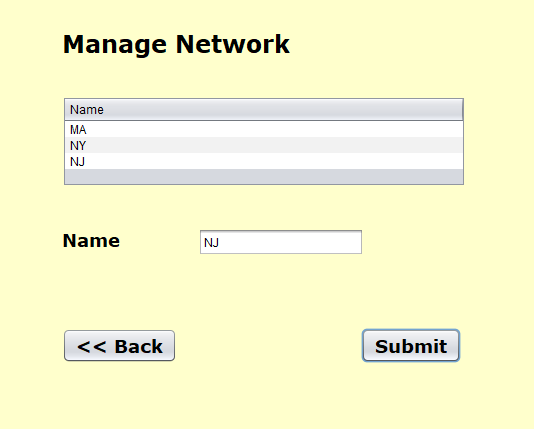 Manage Network
Name
MA
NY
NJ
Name NJ
<< Back Submit